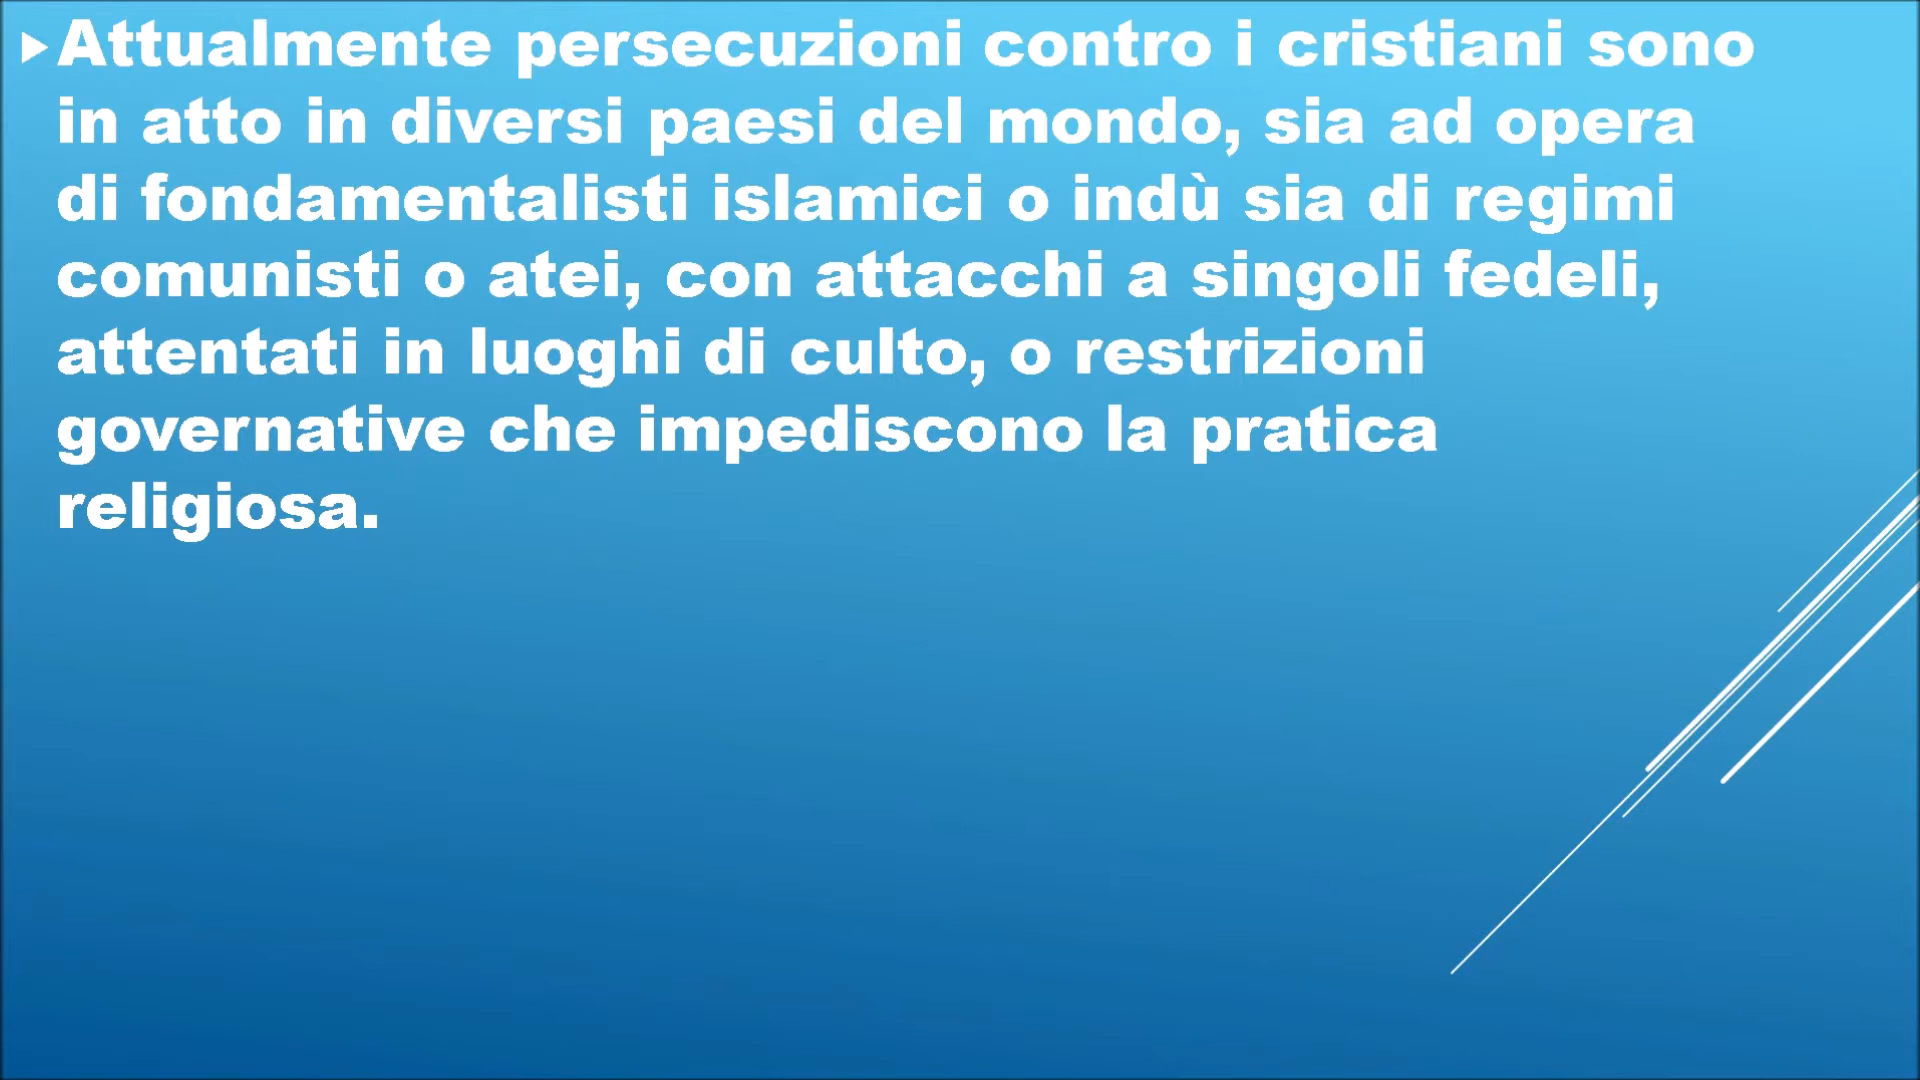 Attualmente persecuzioni contro i cristiani sono
in atto in diversi paesi del mondo, sia ad opera
di fondamentalisti islamici o indù sia di regimi
comunisti o atei, con attacchi a singoli fedeli,
attentati in luoghi di culto, o restrizioni
governative che impediscono la pratica
religiosa.